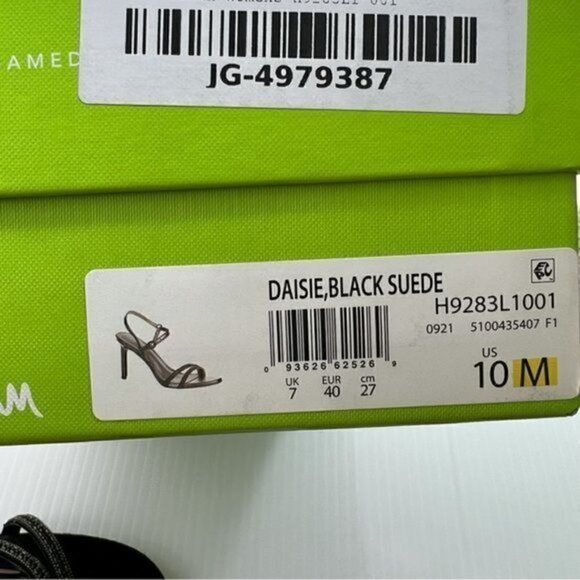 AMED
JG-4979387
DAISIE,BLACK SUEDE
H9283L1001
0921 5100435407 F1
0 93626 62526 9
UK EUR cm
7 40 27
US
10 M